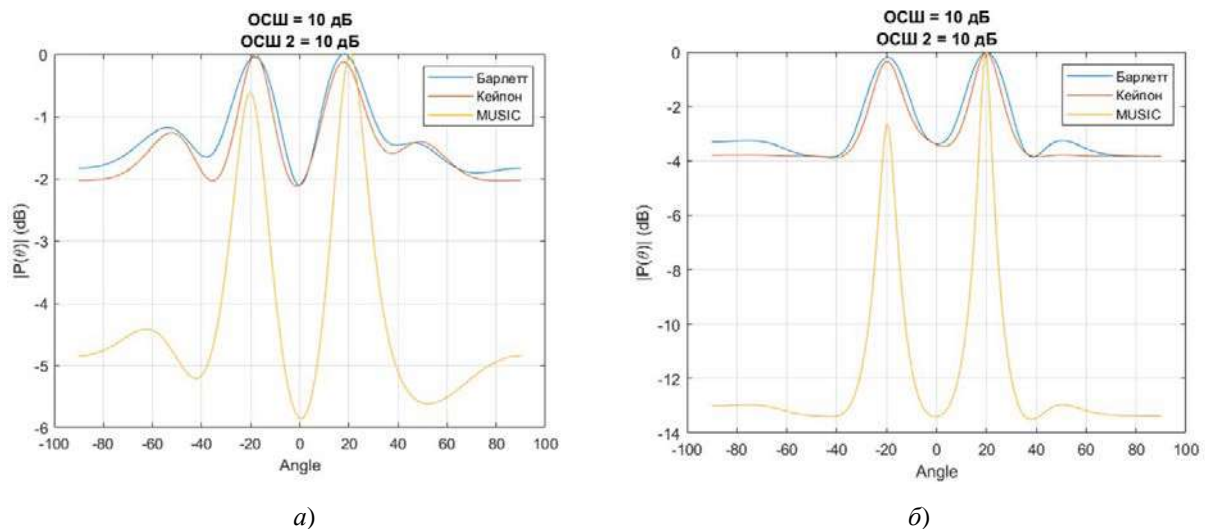 ОСШ = 10 дБ
ОСШ 2 = 10 дБ
|P(θ)| (dB)
0
-1
-2
-3
-4
-5
-6
Барлетт
Кейпон
MUSIC
-100 -80 -60 -40 -20 0 20 40 60 80 100
Angle
а)
ОСШ = 10 дБ
ОСШ 2 = 10 дБ
|P(θ)| (dB)
0
-2
-4
-6
-8
-10
-12
-14
Барлетт
Кейпон
MUSIC
-100 -80 -60 -40 -20 0 20 40 60 80 100
Angle
б)